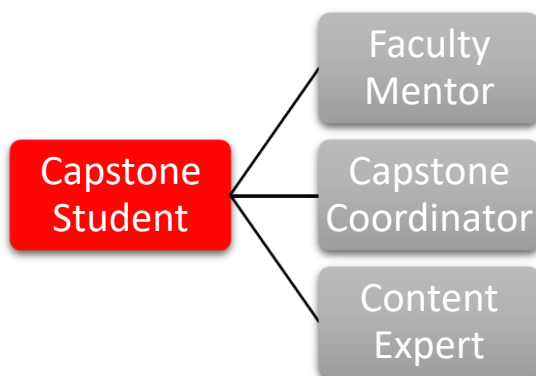 Capstone
Student
Faculty
Mentor
Capstone
Coordinator
Content
Expert